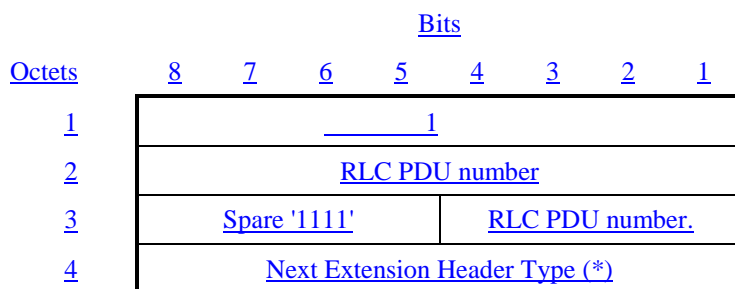 Bits
Octets 8 7 6 5 4 3 2 1
1 1
2 RLC PDU number
3 Spare '1111' RLC PDU number.
4 Next Extension Header Type (*)